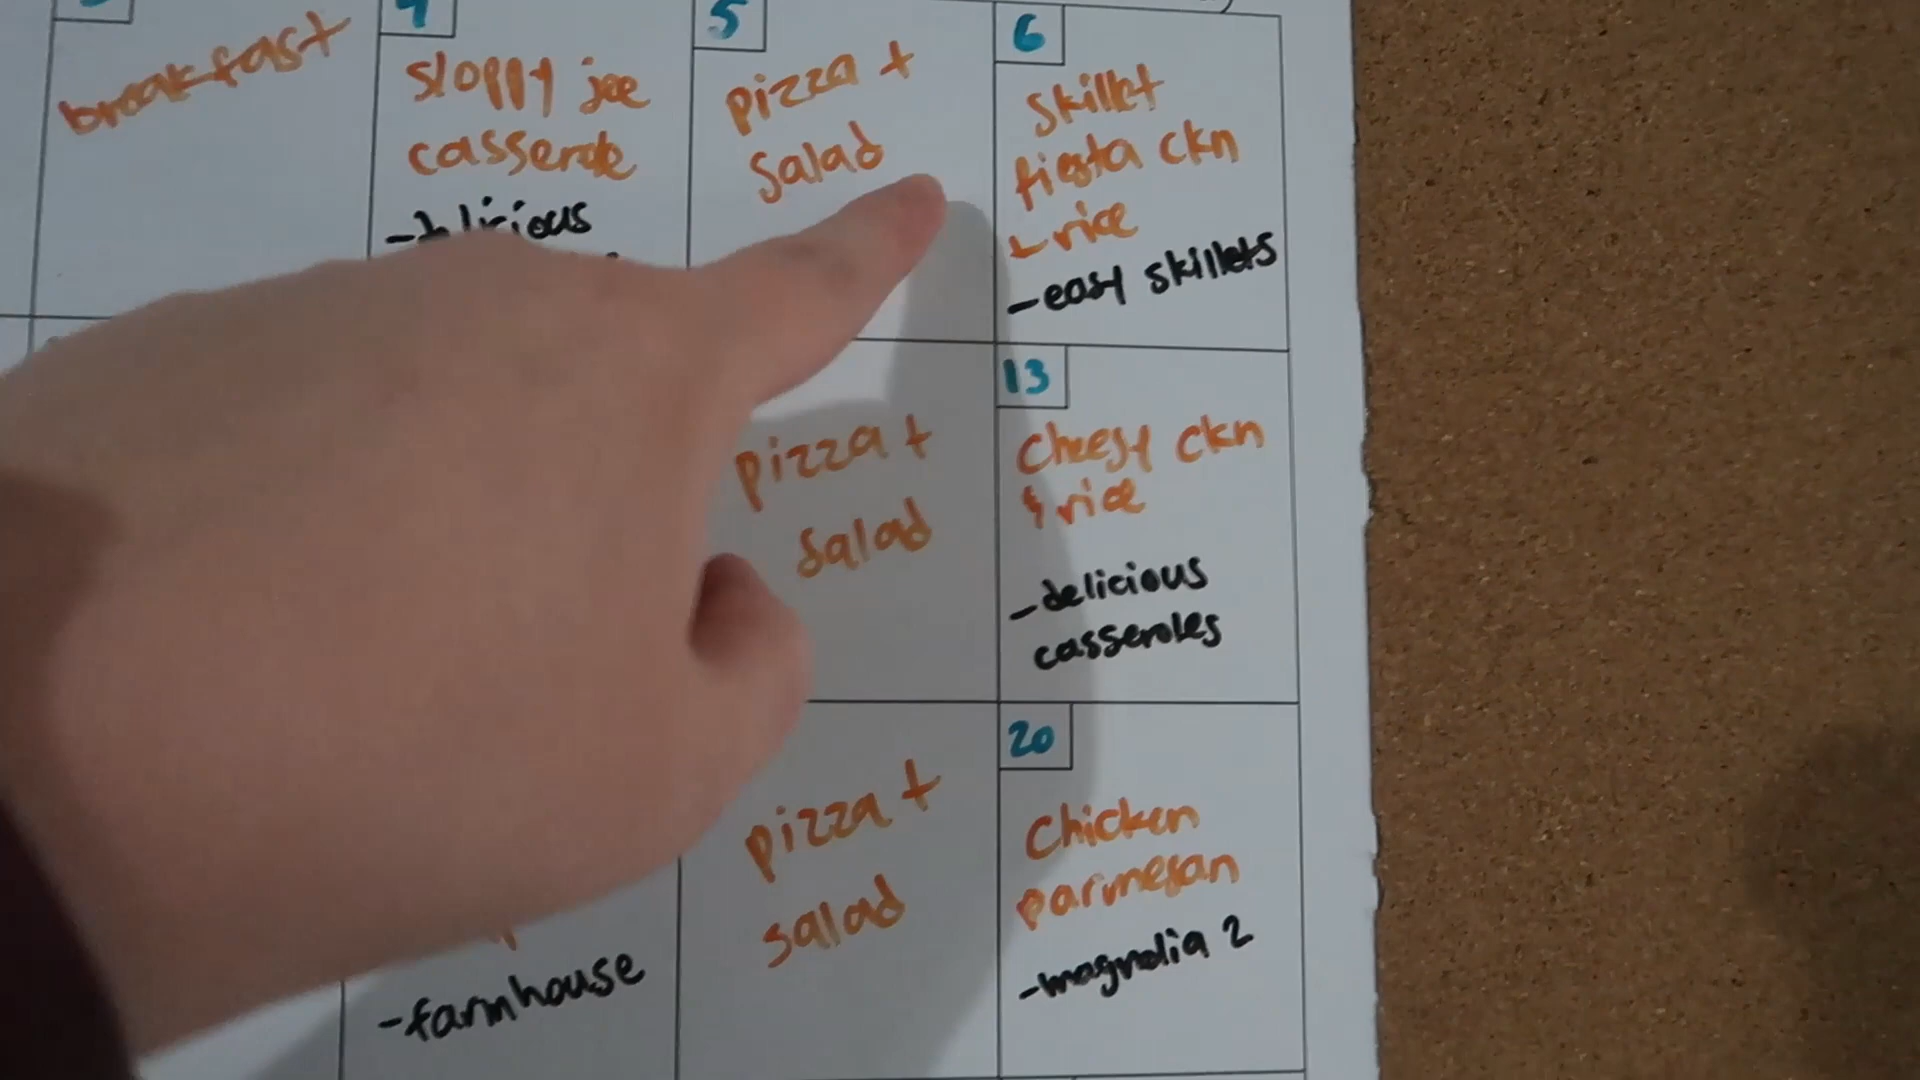 breakfast
4
sloppy joe
casserole
-delicious
5
pizza +
salad
6
skillet
fiesta ckn
+ rice
-easy skillets
pizza +
salad
13
Cheesy ckn
& rice
-delicious
casseroles
-farmhouse
pizza +
salad
20
Chicken
parmesan
-magnolia 2